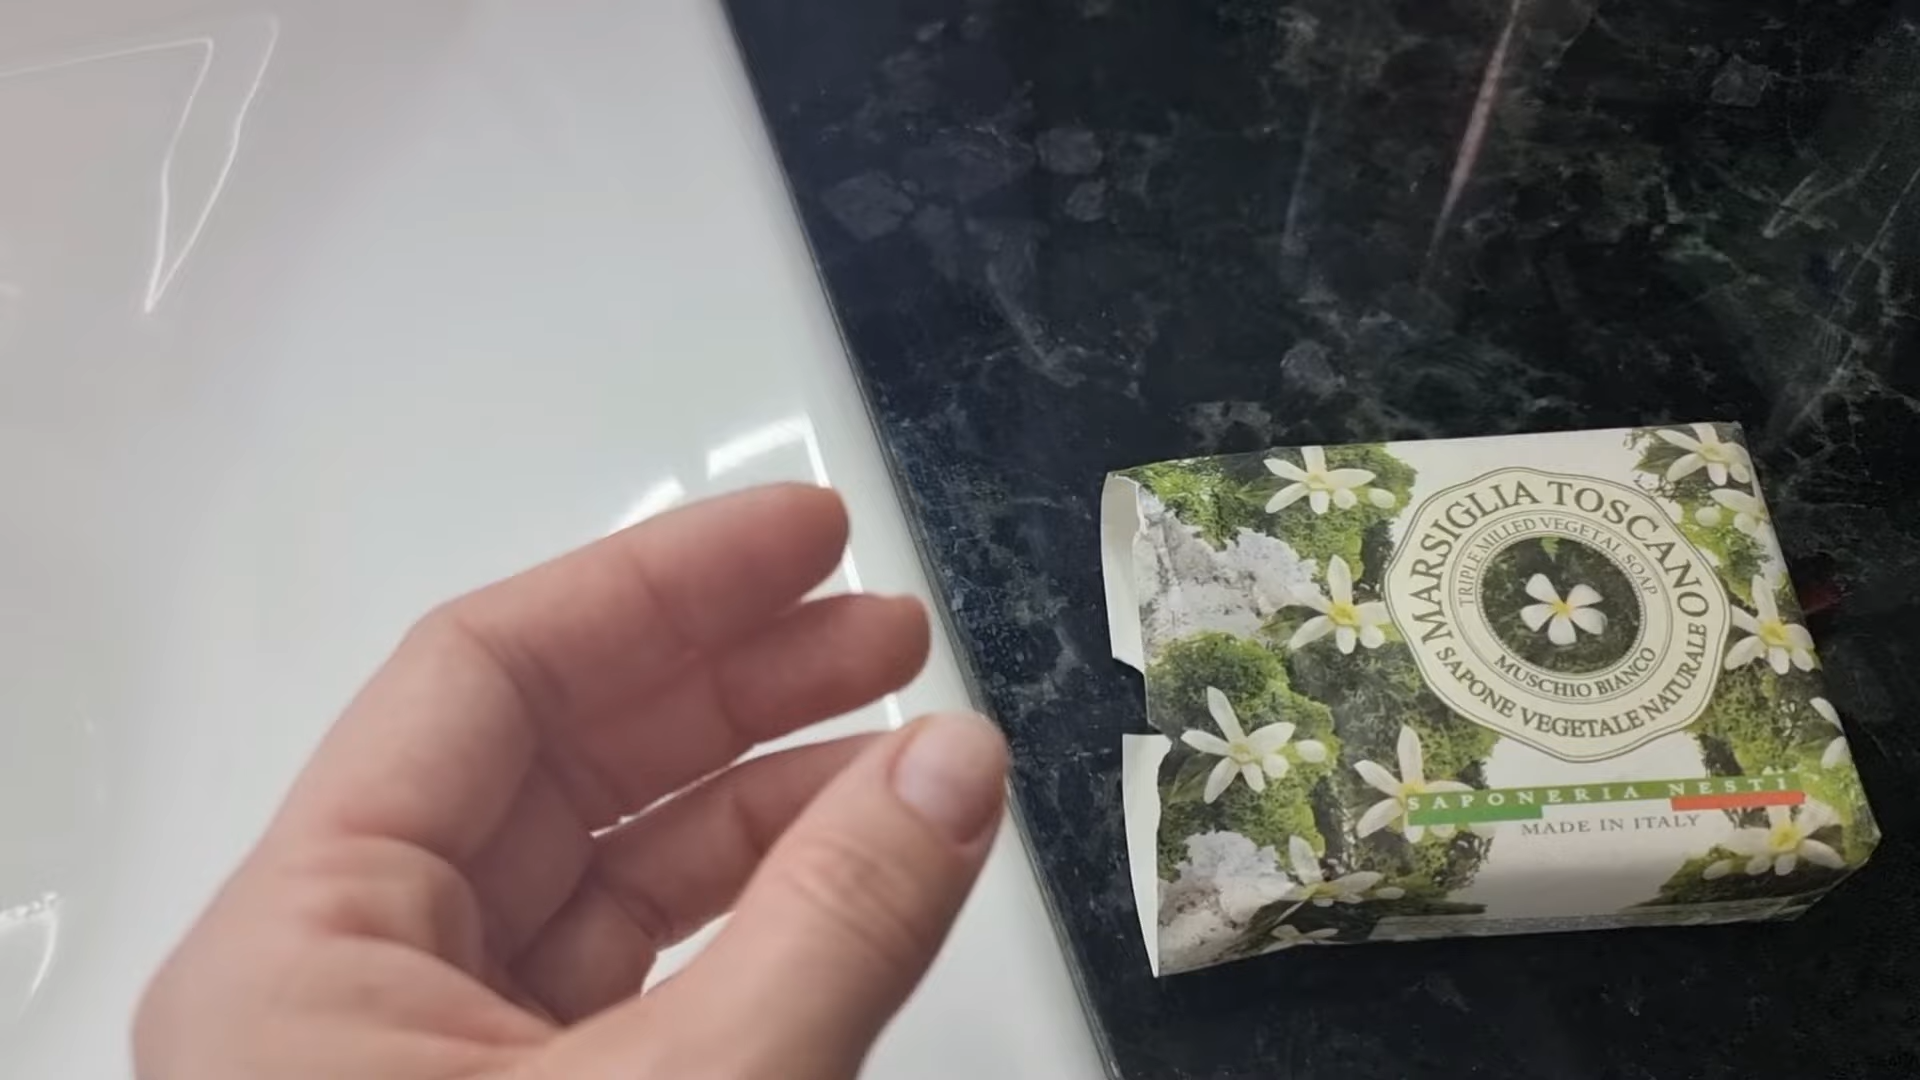 MARSIGLIA TOSCANO
TRIPLE MILLED VEGETAL SOAP
MUSCHIO BIANCO
SAPONE VEGETALE NATURALE
SAPONERIA NESTI
MADE IN ITALY